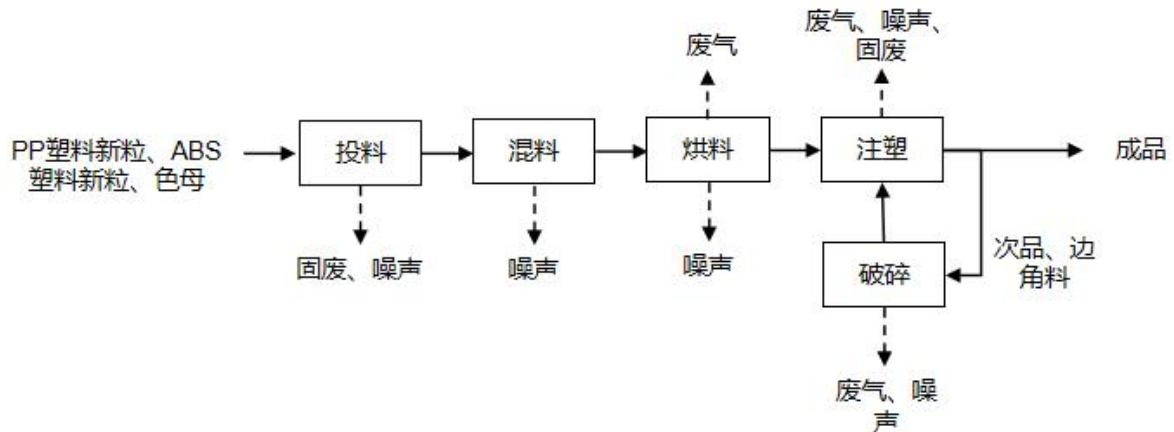 废气
废气、噪声、
固废
PP塑料新粒、ABS
塑料新粒、色母
投料
混料
烘料
注塑
成品
固废、噪声
噪声
噪声
破碎
次品、边
角料
废气、噪
声